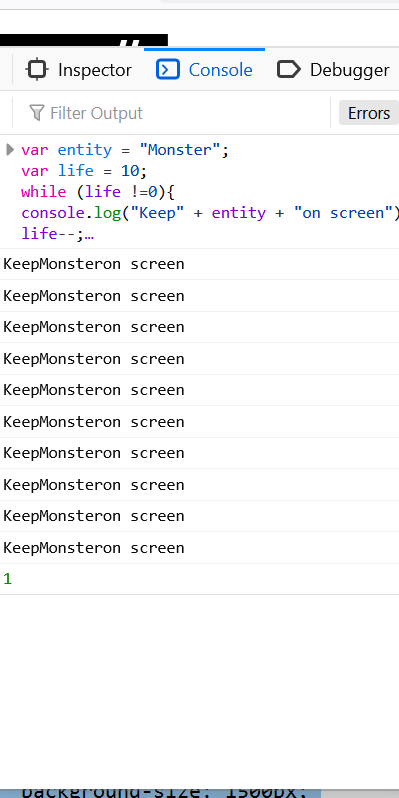 Inspector Console Debugger
Filter Output Errors
var entity = "Monster";
var life = 10;
while (life !=0){
console.log("Keep" + entity + "on screen")
life--;…
KeepMonsteron screen
KeepMonsteron screen
KeepMonsteron screen
KeepMonsteron screen
KeepMonsteron screen
KeepMonsteron screen
KeepMonsteron screen
KeepMonsteron screen
KeepMonsteron screen
KeepMonsteron screen
1
background-size: 1500px;